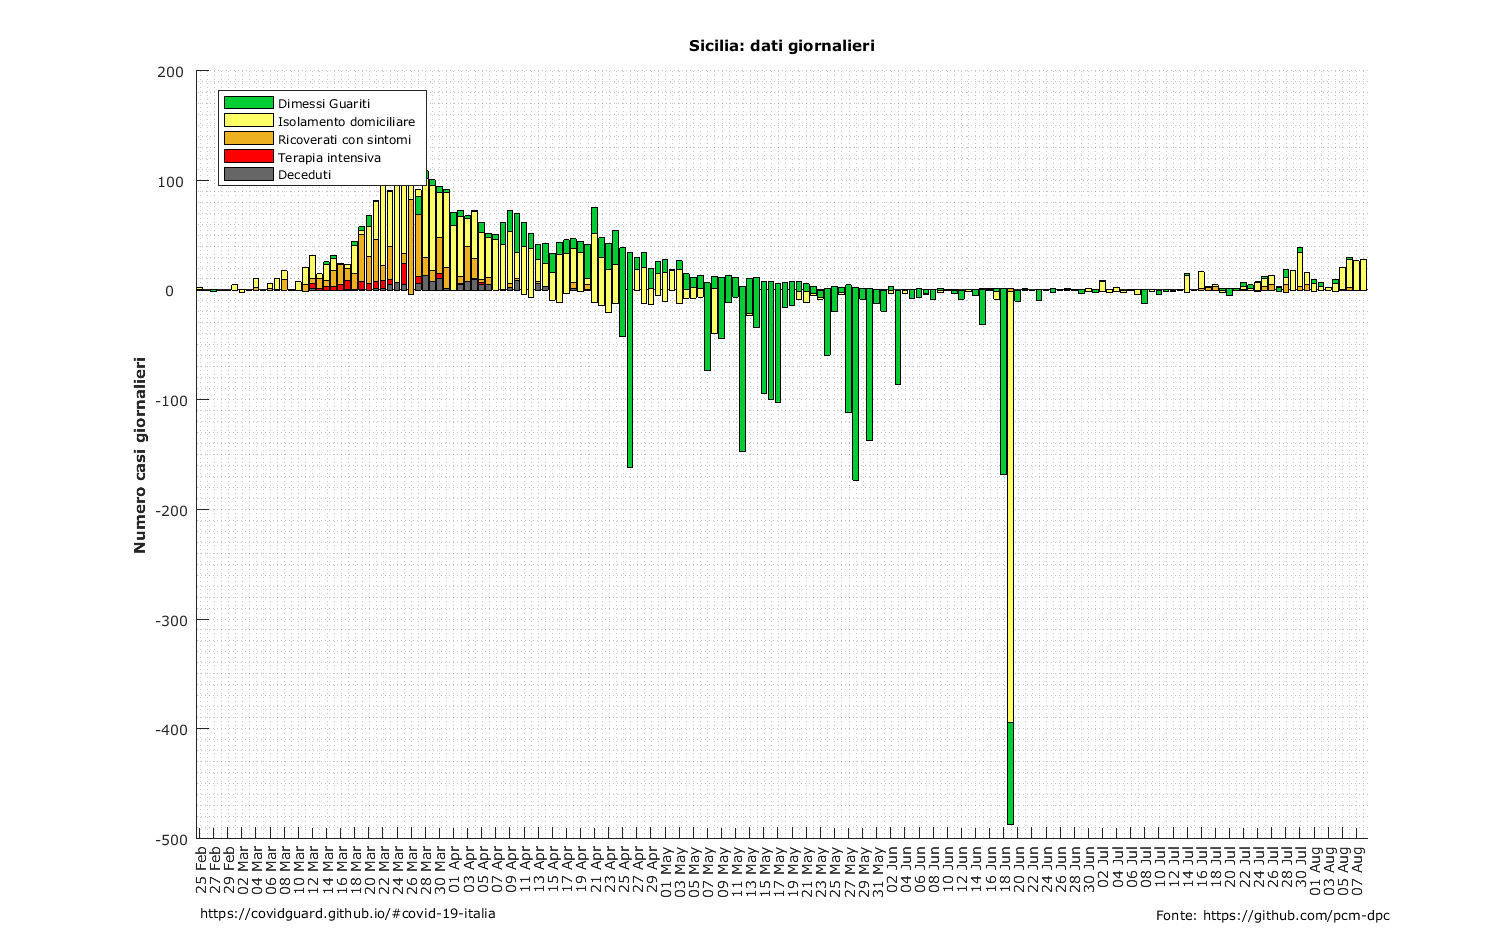 Sicilia: dati giornalieri
200
100
0
-100
-200
-300
-400
-500
Numero casi giornalieri
Dimessi Guariti
Isolamento domiciliare
Ricoverati con sintomi
Terapia intensiva
Deceduti
25 Feb
27 Feb
29 Feb
02 Mar
04 Mar
06 Mar
08 Mar
10 Mar
12 Mar
14 Mar
16 Mar
18 Mar
20 Mar
22 Mar
24 Mar
26 Mar
28 Mar
30 Mar
01 Apr
03 Apr
05 Apr
07 Apr
09 Apr
11 Apr
13 Apr
15 Apr
17 Apr
19 Apr
21 Apr
23 Apr
25 Apr
27 Apr
29 Apr
01 May
03 May
05 May
07 May
09 May
11 May
13 May
15 May
17 May
19 May
21 May
23 May
25 May
27 May
29 May
31 May
02 Jun
04 Jun
06 Jun
08 Jun
10 Jun
12 Jun
14 Jun
16 Jun
18 Jun
20 Jun
22 Jun
24 Jun
26 Jun
28 Jun
30 Jun
02 Jul
04 Jul
06 Jul
08 Jul
10 Jul
12 Jul
14 Jul
16 Jul
18 Jul
20 Jul
22 Jul
24 Jul
26 Jul
28 Jul
30 Jul
01 Aug
03 Aug
05 Aug
07 Aug
https://covidguard.github.io/#covid-19-italia
Fonte: https://github.com/pcm-dpc